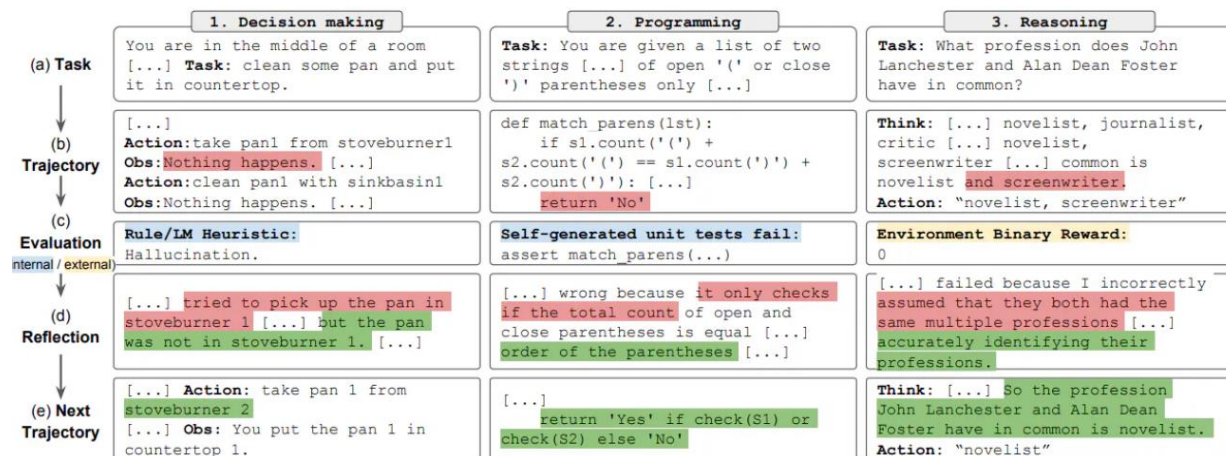 1. Decision making
2. Programming
3. Reasoning
(a) Task
You are in the middle of a room
[...] Task: clean some pan and put
it in countertop.
Task: You are given a list of two
strings [...] of open '(' or close
')' parentheses only [...]
Task: What profession does John
Lanchester and Alan Dean Foster
have in common?
(b)
Trajectory
[...]
Action:take pan1 from stoveburner1
Obs:Nothing happens. [...]
Action:clean pan1 with sinkbasin1
Obs:Nothing happens. [...]
def match_parens(lst):
if s1.count('(') +
s2.count('(') == s1.count(')') +
s2.count(')'): [...]
return 'No'
Think: [...] novelist, journalist,
critic [...] novelist,
screenwriter [...] common is
novelist and screenwriter.
Action: "novelist, screenwriter"
(c)
Evaluation
nternal / external)
Rule/LM Heuristic:
Hallucination.
Self-generated unit tests fail:
assert match_parens(...)
Environment Binary Reward:
0
(d)
Reflection
[...] tried to pick up the pan in
stoveburner 1 [...] but the pan
was not in stoveburner 1. [...]
[...] wrong because it only checks
if the total count of open and
close parentheses is equal [...]
order of the parentheses [...]
[...] failed because I incorrectly
assumed that they both had the
same multiple professions [...]
accurately identifying their
professions.
(e) Next
Trajectory
[...] Action: take pan 1 from
stoveburner 2
[...] Obs: You put the pan 1 in
countertop 1.
[...]
return 'Yes' if check(S1) or
check(S2) else 'No'
Think: [...] So the profession
John Lanchester and Alan Dean
Foster have in common is novelist.
Action: "novelist"